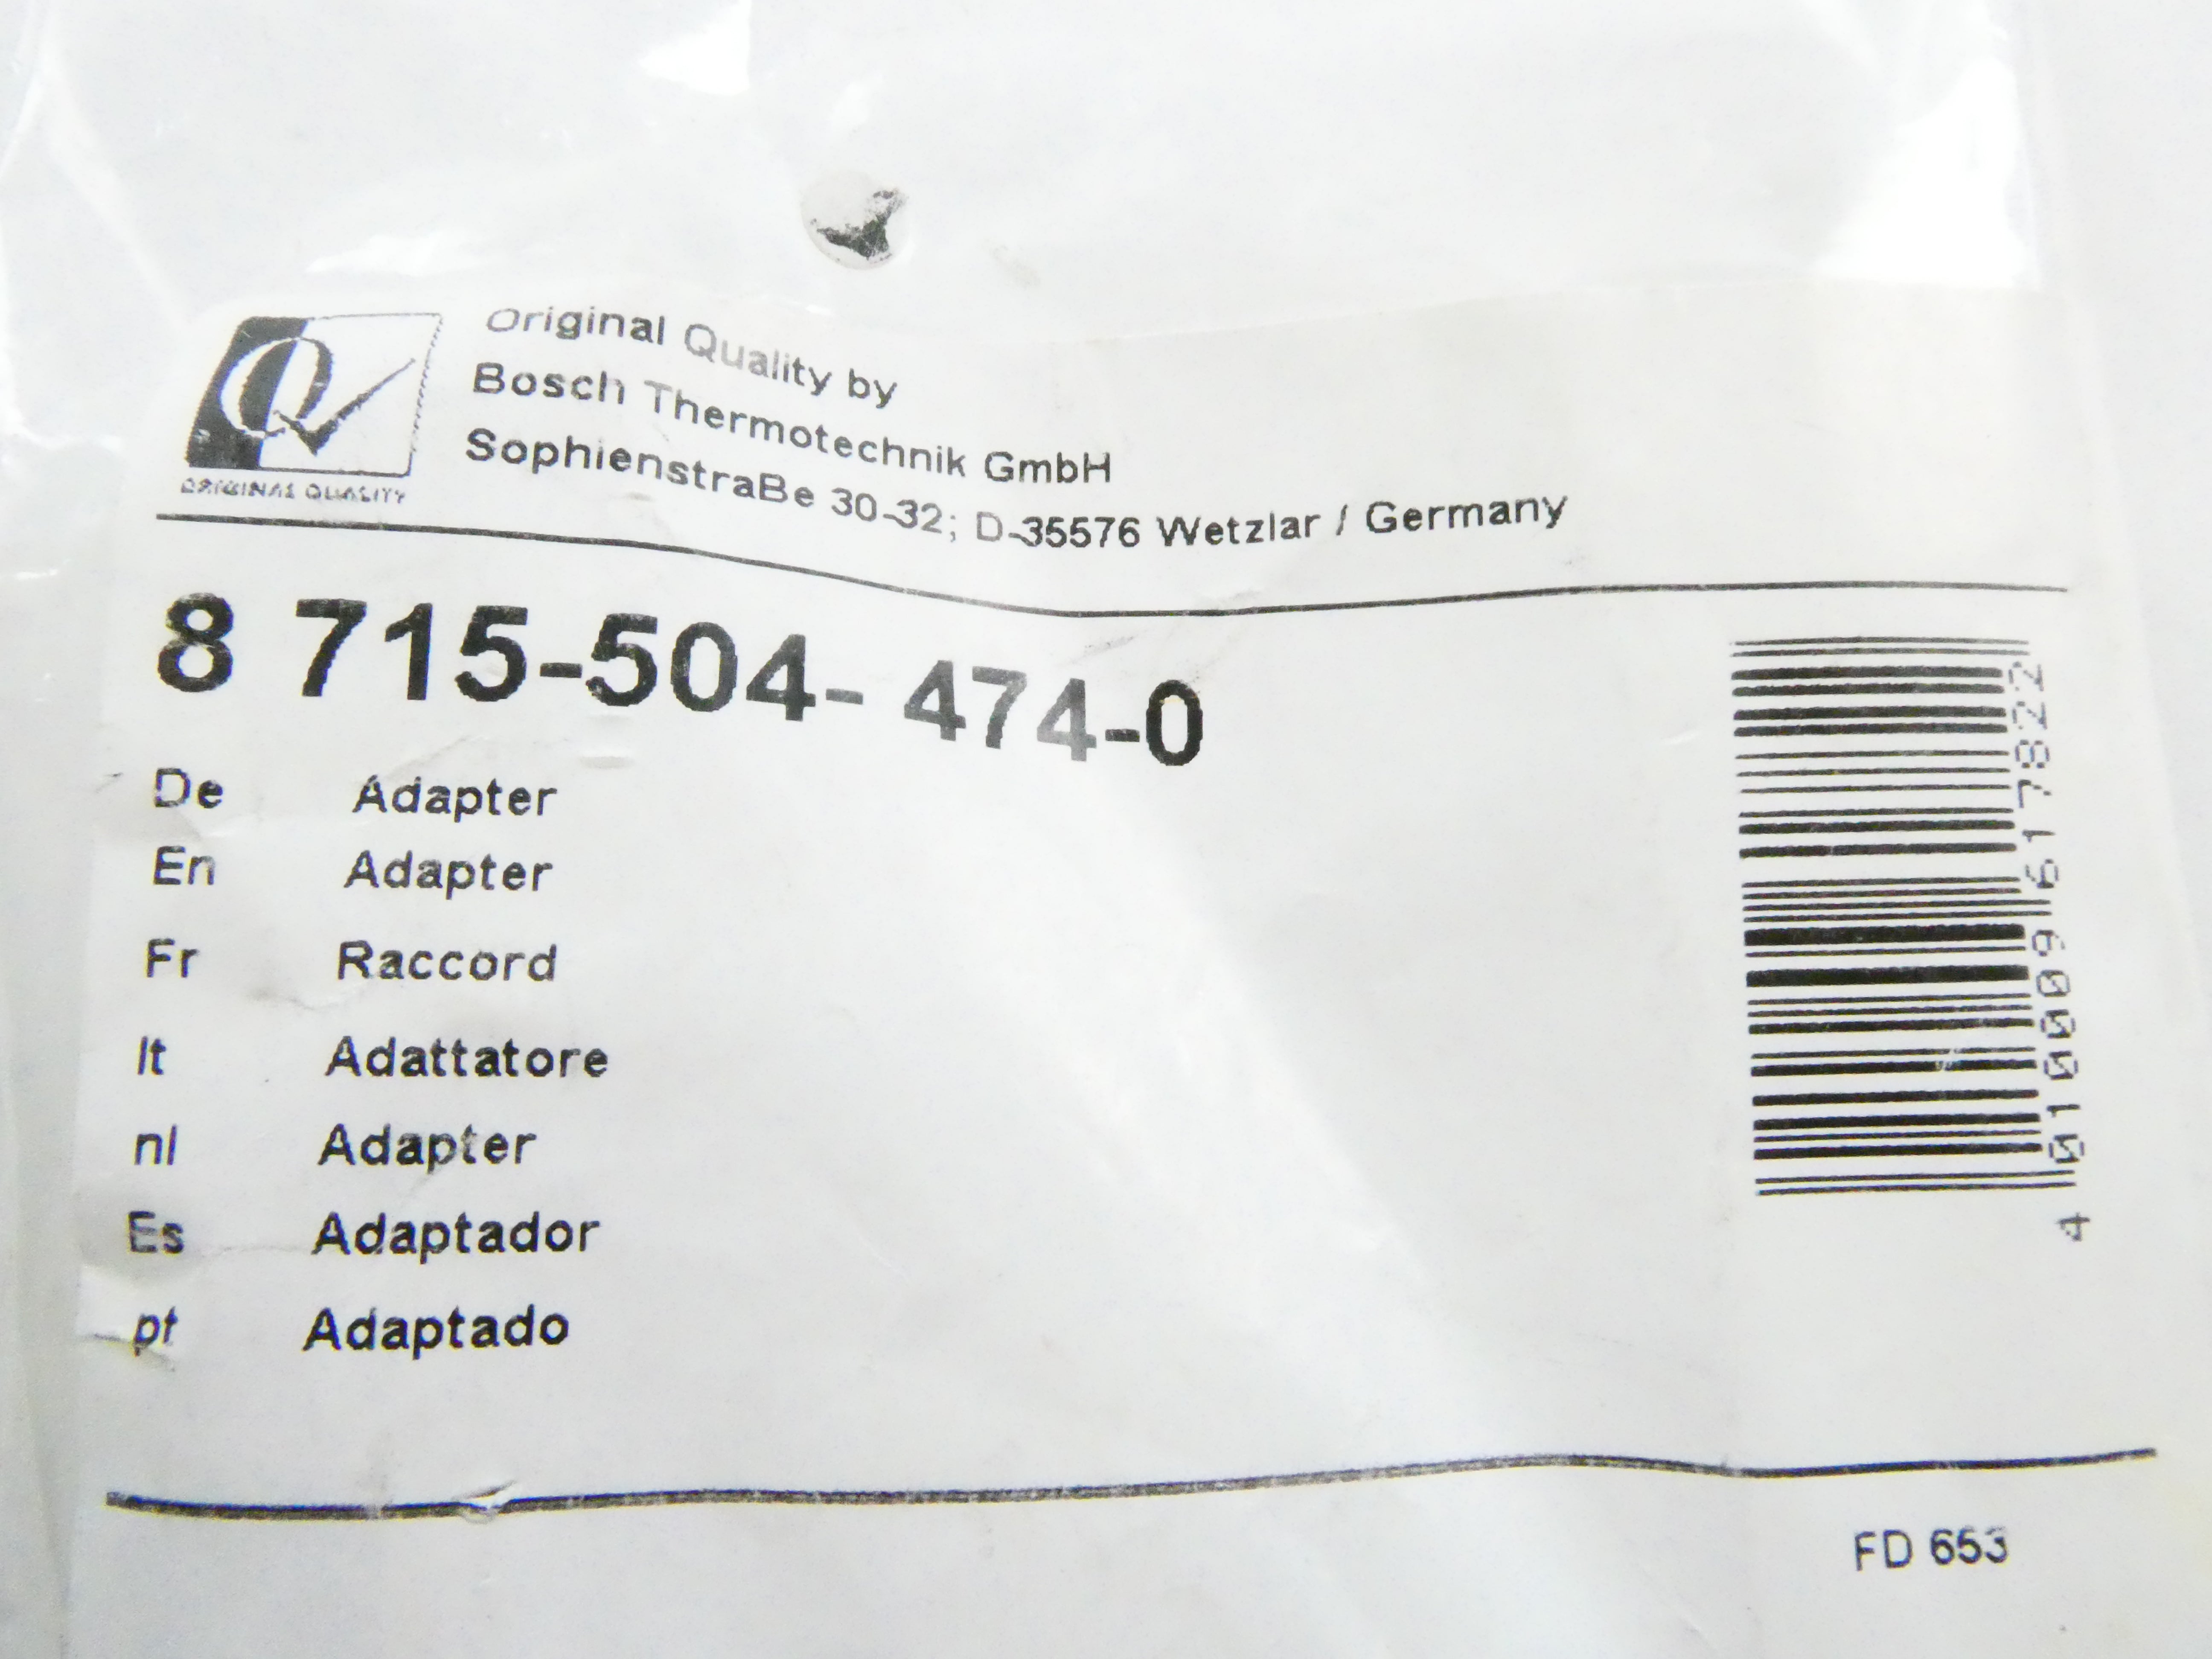 Original Quality by
Bosch Thermotechnik GmbH
SophienstraBe 30-32; D-35576 Wetzlar / Germany
ORIGINAL QUALITY
8 715-504- 474-0
De Adapter
En Adapter
Fr Raccord
It Adattatore
nl Adapter
Es Adaptador
pt Adaptado
4 010009 617822
FD 653